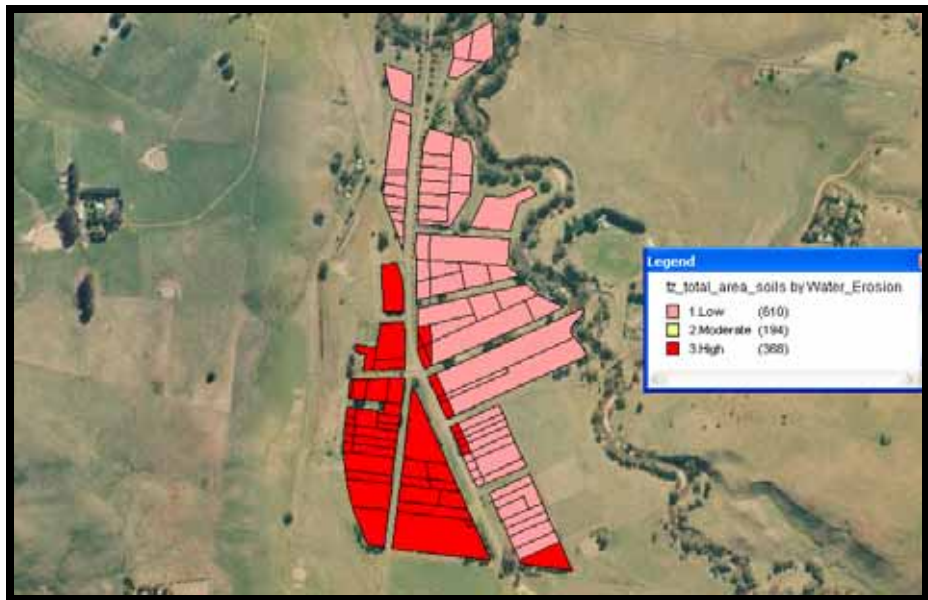 Legend
tz_total_area_soils by Water_Erosion
1.Low (610)
2.Moderate (194)
3.High (368)